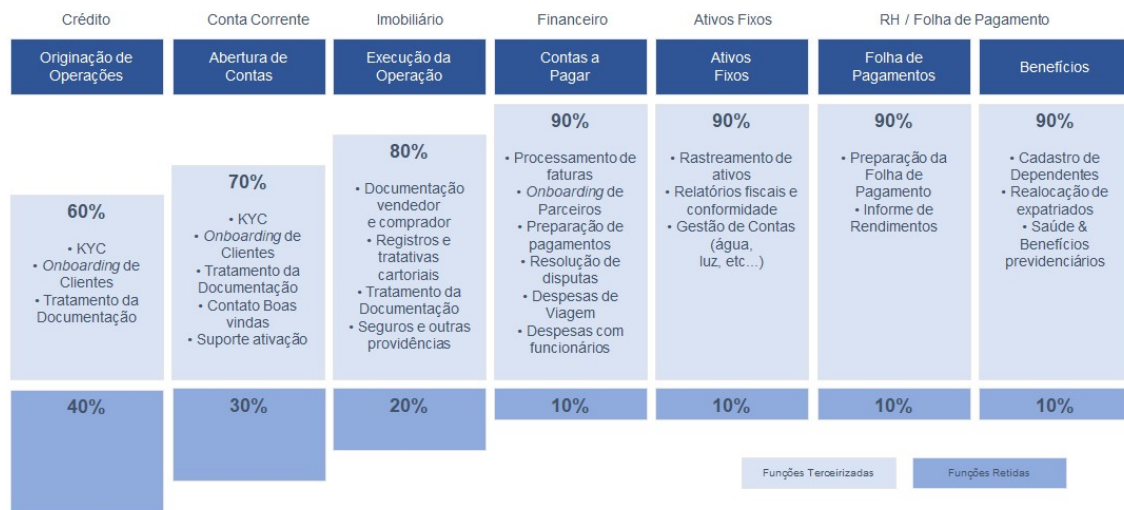 Crédito
Conta Corrente
Imobiliário
Financeiro
Ativos Fixos
RH / Folha de Pagamento
Originação de
Operações
Abertura de
Contas
Execução da
Operação
Contas a
Pagar
Ativos
Fixos
Folha de
Pagamentos
Benefícios
60%
• KYC
• Onboarding de
Clientes
• Tratamento da
Documentação
70%
• KYC
• Onboarding de
Clientes
• Tratamento da
Documentação
• Contato Boas
vindas
• Suporte ativação
80%
• Documentação
vendedor
e comprador
• Registros e
tratativas
cartoriais
• Tratamento da
Documentação
• Seguros e outras
providências
90%
• Processamento de
faturas
• Onboarding de
Parceiros
• Preparação de
pagamentos
• Resolução de
disputas
• Despesas de
Viagem
• Despesas com
funcionários
90%
• Rastreamento de
ativos
• Relatórios fiscais e
conformidade
• Gestão de Contas
(água,
luz, etc...)
90%
• Preparação da
Folha de
Pagamento
• Informe de
Rendimentos
90%
• Cadastro de
Dependentes
• Realocação de
expatriados
• Saúde &
Benefícios
previdenciários
40%
30%
20%
10%
10%
10%
10%
Funções Terceirizadas
Funções Retidas